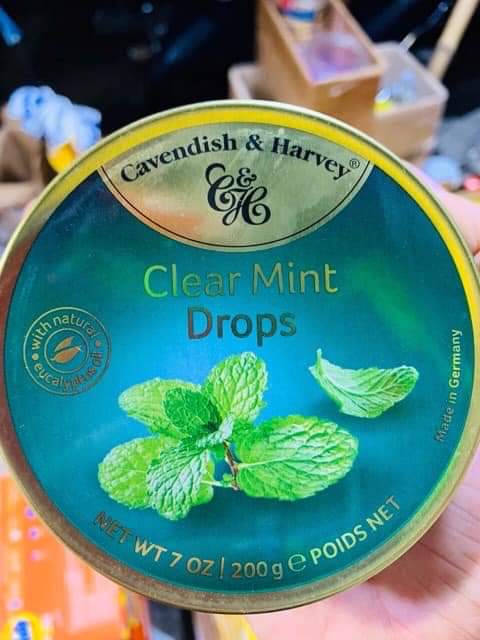 Cavendish & Harvey®
C&H
Clear Mint
Drops
with natural
eucalyptus oil
Made in Germany
NET WT 7 OZ | 200 g ℮ POIDS NET